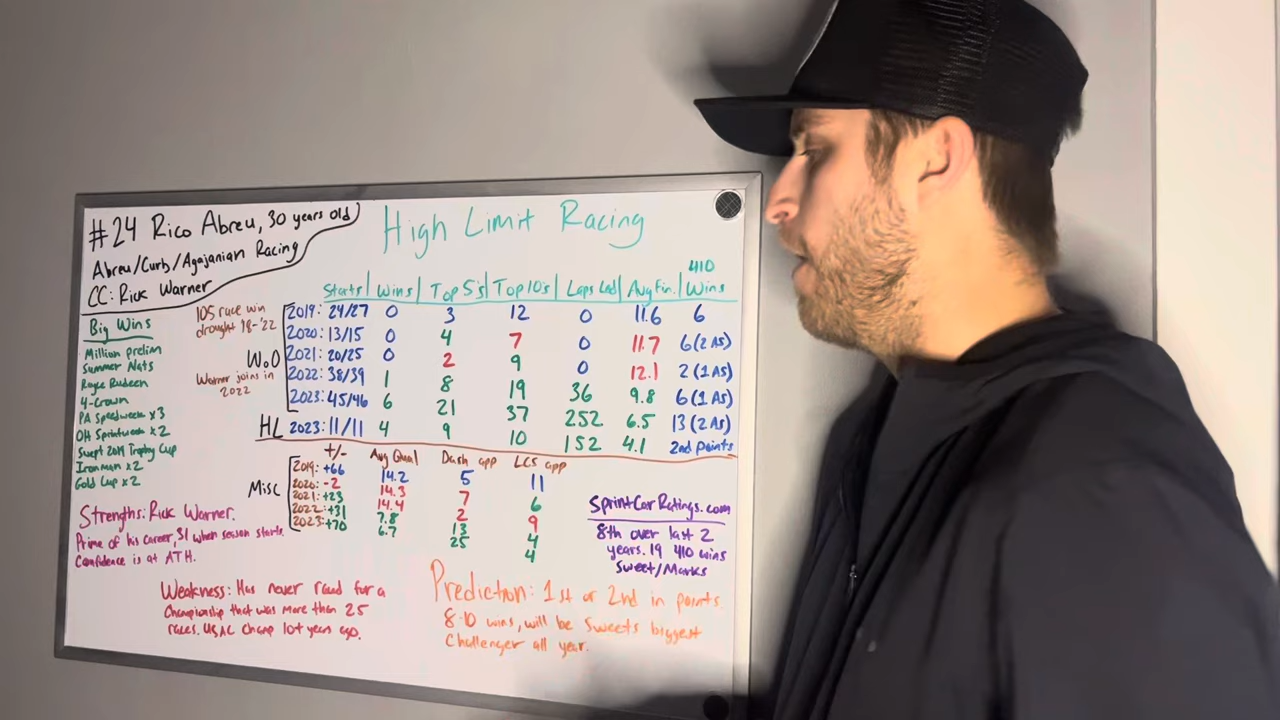 #24 Rico Abreu, 30 years old
Abreu/Curb/Agajanian Racing
CC: Rick Warner
High Limit Racing
Big Wins
Million prelim
Summer Nats
Royce Rudeen
4-Crown
PA Speedweek x3
OH Sprintweek x2
Swept 2019 Trophy Cup
Ironman x2
Gold Cup x2
105 race win
drought 18-'22
WoO
Warner joins in
2022
Starts | Wins | Top 5's | Top 10's | Laps Led | Avg Fin. | 410 Wins
2019: 24/27 0 3 12 0 11.6 6
2020: 13/15 0 4 7 0 11.7 6 (2 As)
2021: 20/25 0 2 9 0 12.1 2 (1 As)
2022: 38/39 1 8 19 36 9.8 6 (1 As)
2023: 45/46 6 21 37 252 6.5 13 (2 As)
HL 2023: 11/11 4 9 10 152 4.1 2nd points
Misc
+/- Avg Qual Dash app LCS app
2019: +66 14.2 5 11
2020: -2 14.3 7 6
2021: +23 14.4 2 9
2022: +31 7.8 13 4
2023: +70 6.7 25 4
Strengths: Rick Warner.
Prime of his career, 31 when season starts.
Confidence is at ATH.
SprintCarRatings.com
8th over last 2
years. 19 410 wins
Sweet/Marks
Weakness: Has never raced for a
championship that was more than 25
races. USAC champ 10+ years ago.
Prediction: 1st or 2nd in points.
8-10 wins, will be Sweets biggest
Challenger all year.